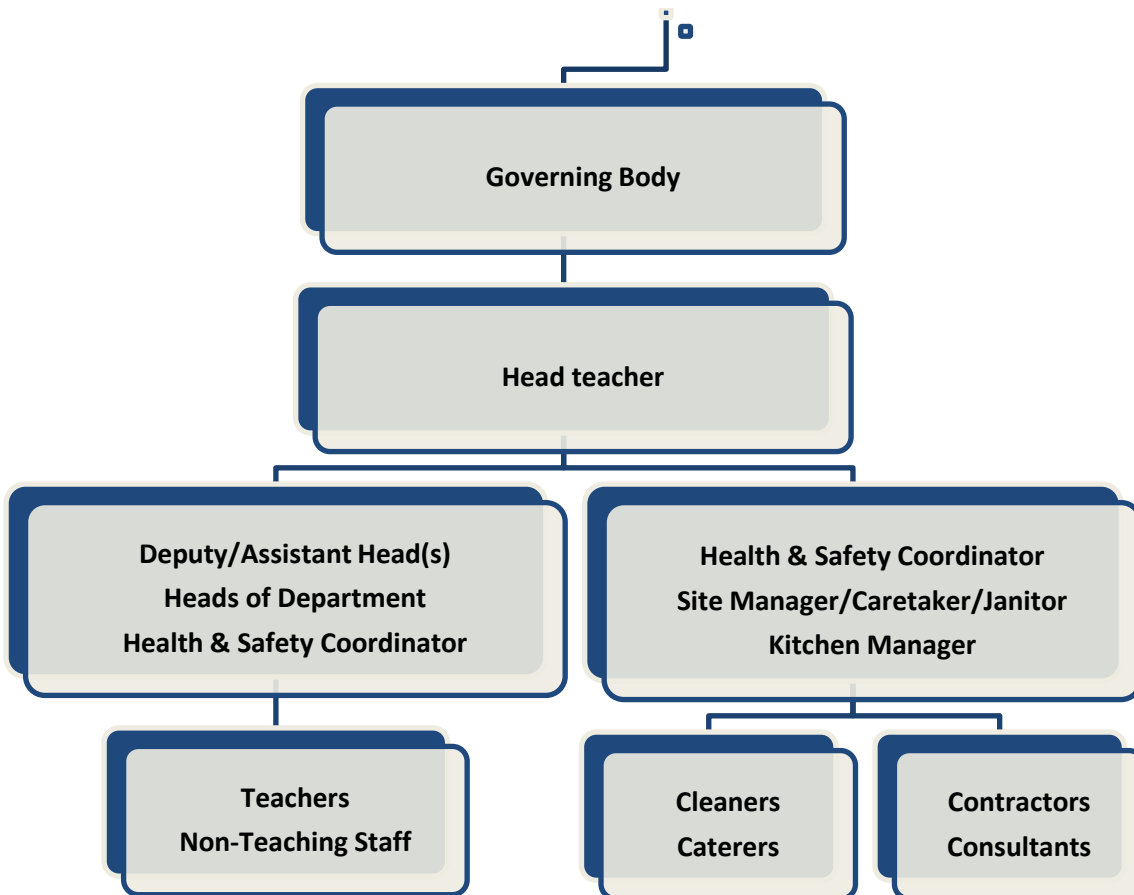 Governing Body
Head teacher
Deputy/Assistant Head(s)
Heads of Department
Health & Safety Coordinator
Health & Safety Coordinator
Site Manager/Caretaker/Janitor
Kitchen Manager
Teachers
Non-Teaching Staff
Cleaners
Caterers
Contractors
Consultants